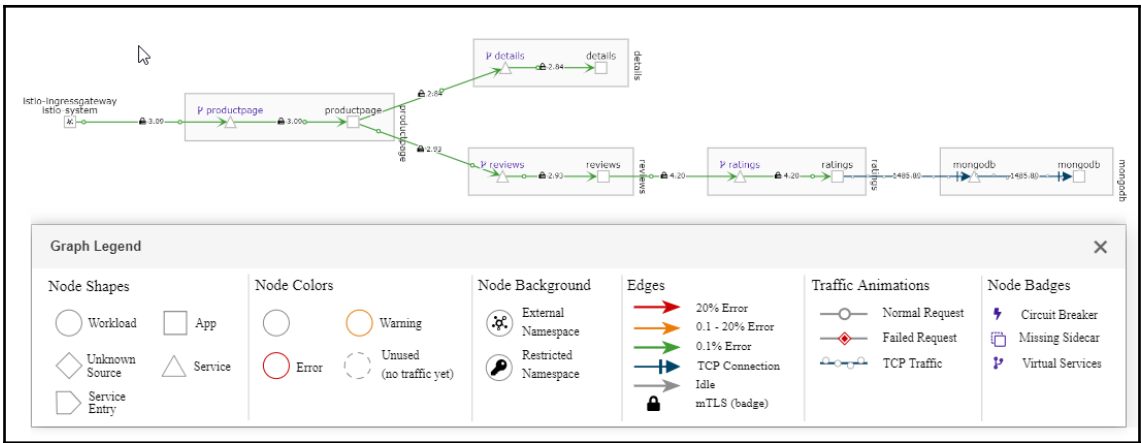 details
details
details
2.84
istio-ingressgateway
istio-system
3.09
productpage
3.09
productpage
productpage
2.84
2.93
reviews
reviews
reviews
2.93
4.20
ratings
ratings
ratings
4.20
1485.80
mongodb
mongodb
mongodb
1485.80
Graph Legend
Node Shapes
Workload
App
Unknown
Source
Service
Service
Entry
Node Colors
Warning
Error
Unused
(no traffic yet)
Node Background
External
Namespace
Restricted
Namespace
Edges
20% Error
0.1 - 20% Error
0.1% Error
TCP Connection
Idle
mTLS (badge)
Traffic Animations
Normal Request
Failed Request
TCP Traffic
Node Badges
Circuit Breaker
Missing Sidecar
Virtual Services